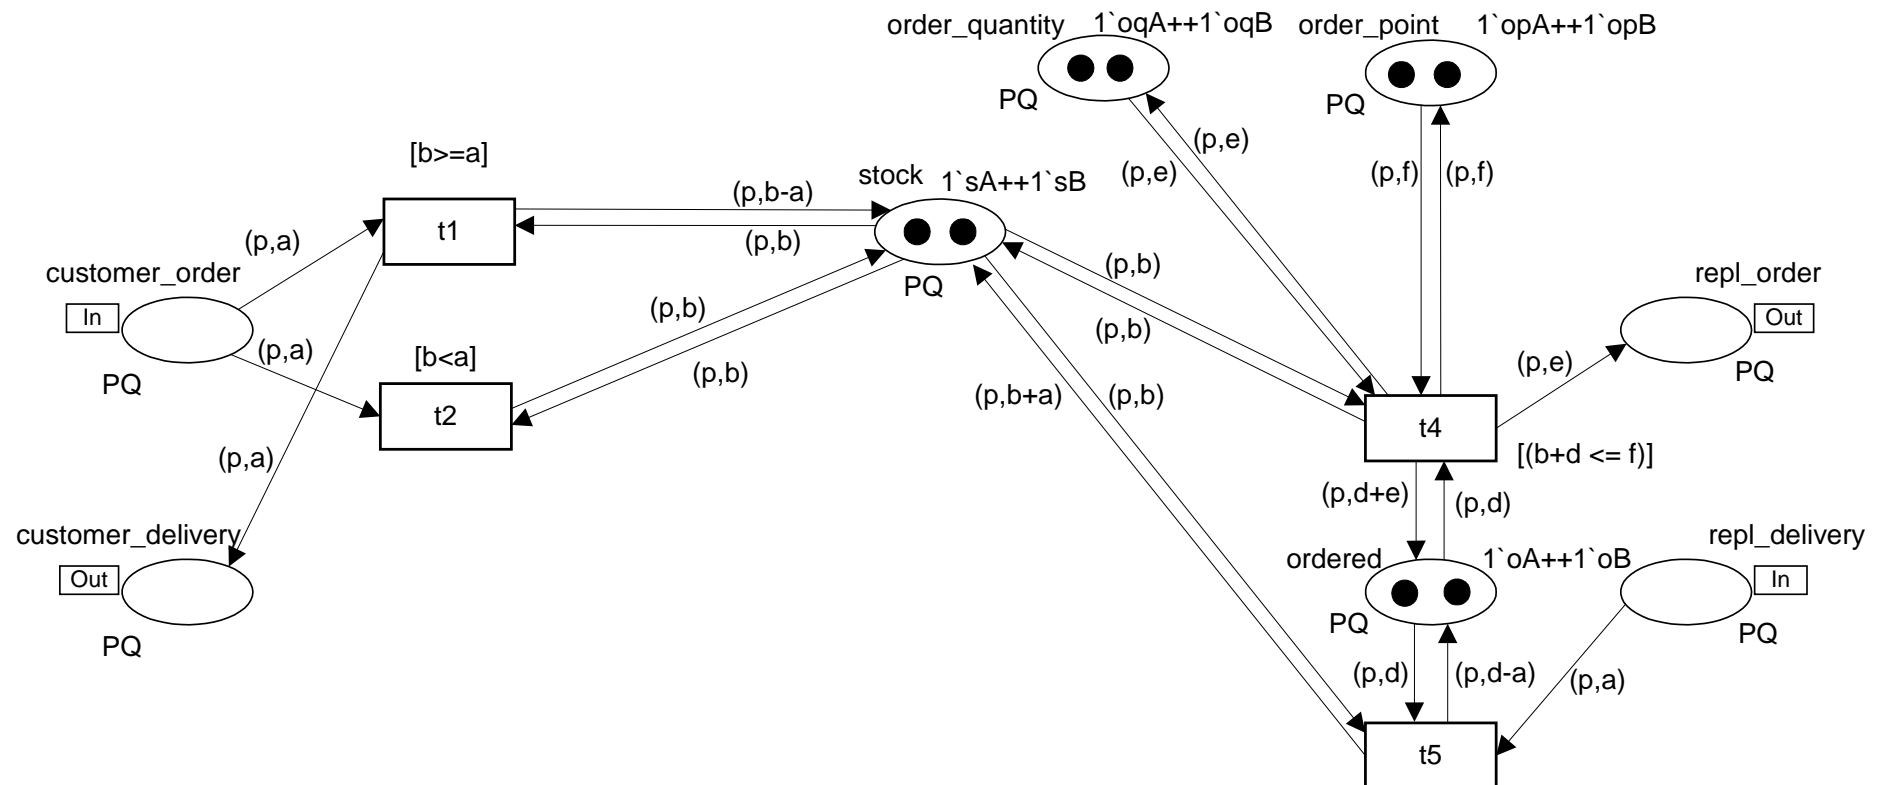 order_quantity 1`oqA++1`oqB order_point 1`opA++1`opB
PQ PQ
(p,e)
[b>=a]
(p,e) (p,f) (p,f)
stock 1`sA++1`sB
(p,b-a)
t1
(p,a) (p,b)
customer_order (p,b) repl_order
PQ
In (p,b) (p,b) Out
(p,a) [b<a] (p,e)
PQ (p,b) PQ
(p,b+a) (p,b)
t2 t4
(p,a) [(b+d <= f)]
(p,d+e) (p,d)
customer_delivery repl_delivery
ordered 1`oA++1`oB
Out In
PQ PQ
PQ
(p,d) (p,d-a) (p,a)
t5